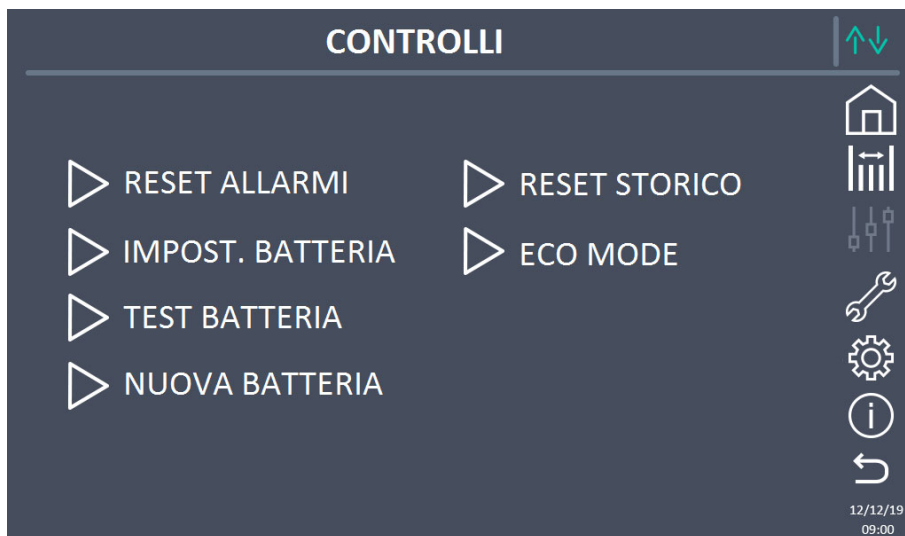 CONTROLLI
RESET ALLARMI
IMPOST. BATTERIA
TEST BATTERIA
NUOVA BATTERIA
RESET STORICO
ECO MODE
12/12/19
09:00